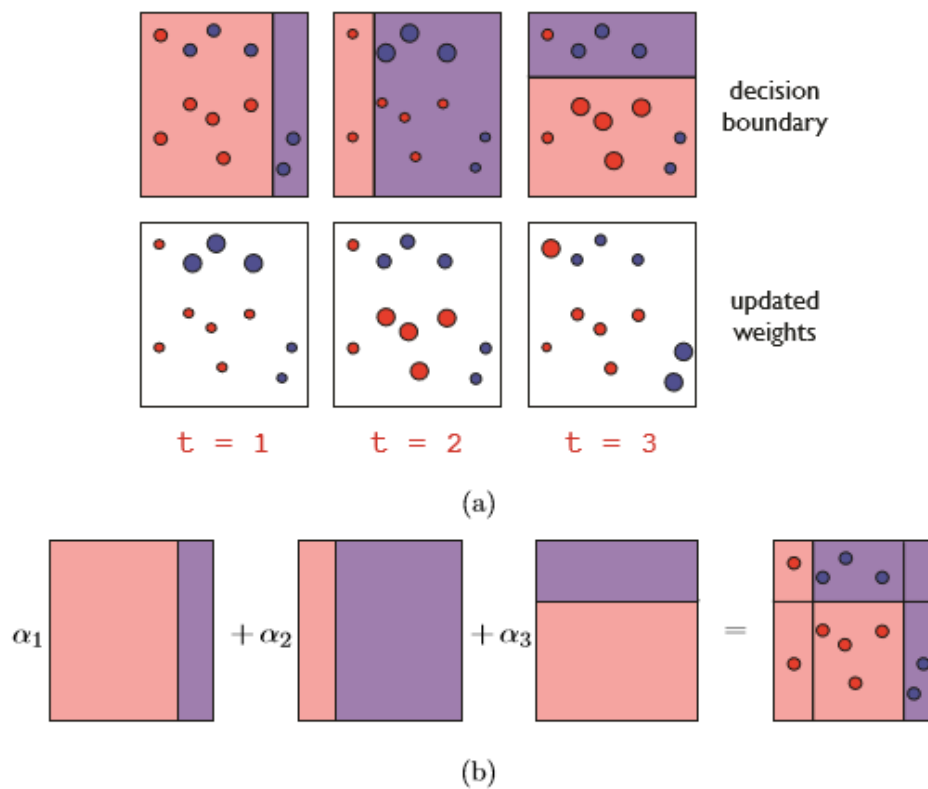 decision
boundary
updated
weights
t = 1 t = 2 t = 3
(a)
α₁ + α₂ + α₃ =
(b)